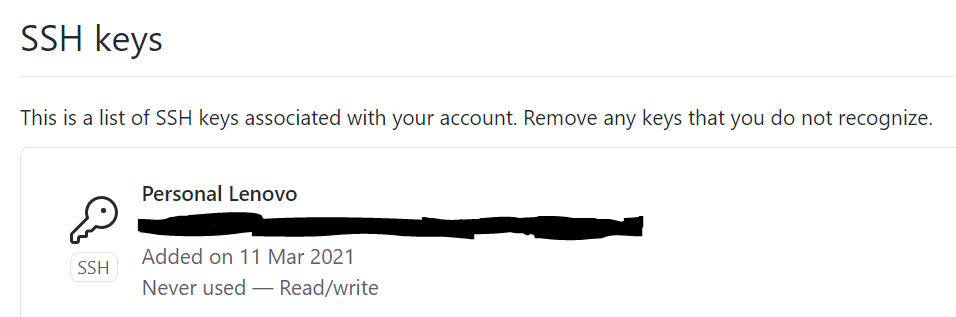 SSH keys
This is a list of SSH keys associated with your account. Remove any keys that you do not recognize.
Personal Lenovo
Added on 11 Mar 2021
SSH
Never used — Read/write